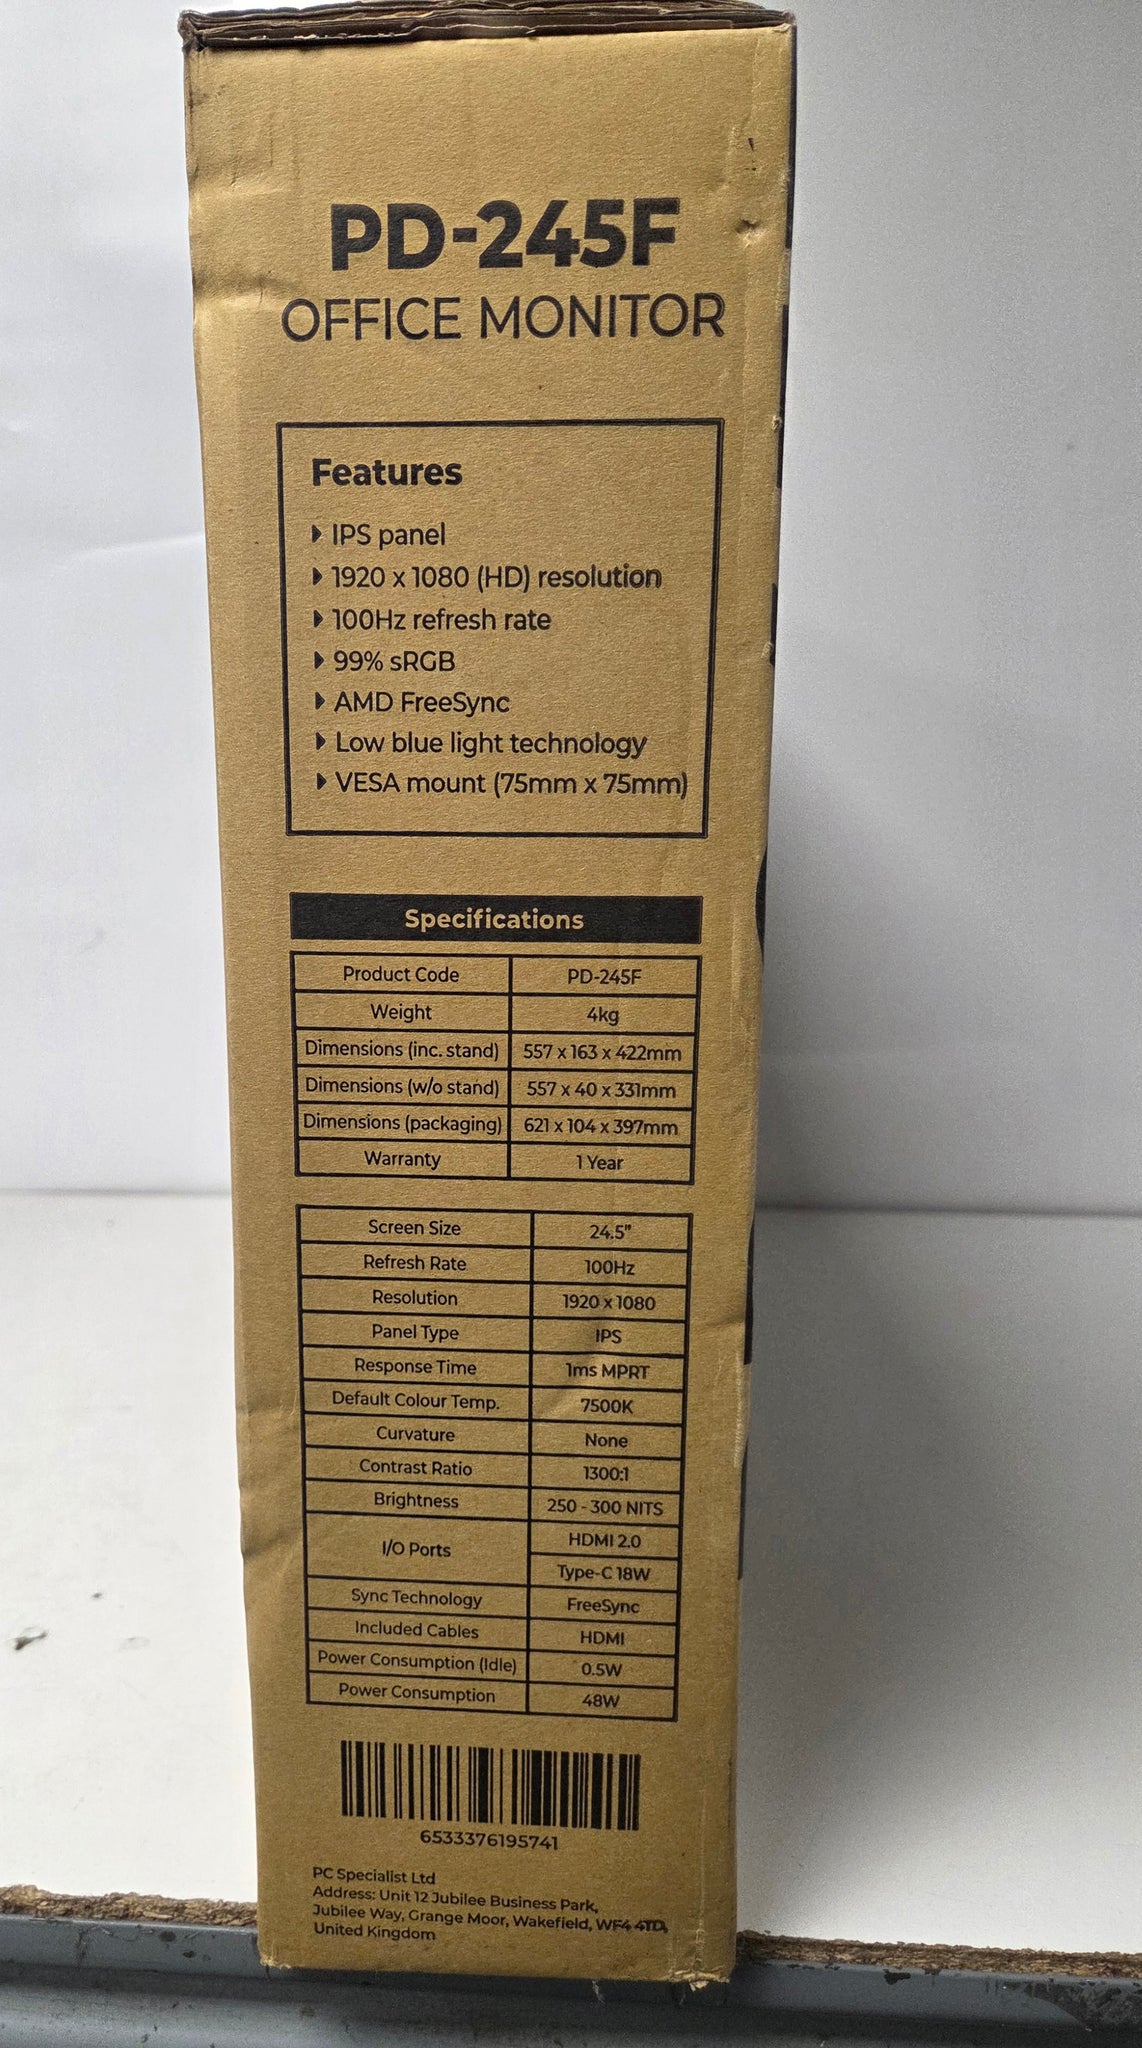 PD-245F
OFFICE MONITOR
Features
IPS panel
1920 x 1080 (HD) resolution
100Hz refresh rate
99% sRGB
AMD FreeSync
Low blue light technology
VESA mount (75mm x 75mm)
Specifications
Product Code PD-245F
Weight 4kg
Dimensions (inc. stand) 557 x 163 x 422mm
Dimensions (w/o stand) 557 x 40 x 331mm
Dimensions (packaging) 621 x 104 x 397mm
Warranty 1 Year
Screen Size 24.5"
Refresh Rate 100Hz
Resolution 1920 x 1080
Panel Type IPS
Response Time 1ms MPRT
Default Colour Temp. 7500K
Curvature None
Contrast Ratio 1300:1
Brightness 250 - 300 NITS
I/O Ports HDMI 2.0
Type-C 18W
Sync Technology FreeSync
Included Cables HDMI
Power Consumption (Idle) 0.5W
Power Consumption 48W
6533376195741
PC Specialist Ltd
Address: Unit 12 Jubilee Business Park,
Jubilee Way, Grange Moor, Wakefield, WF4 4TD,
United Kingdom